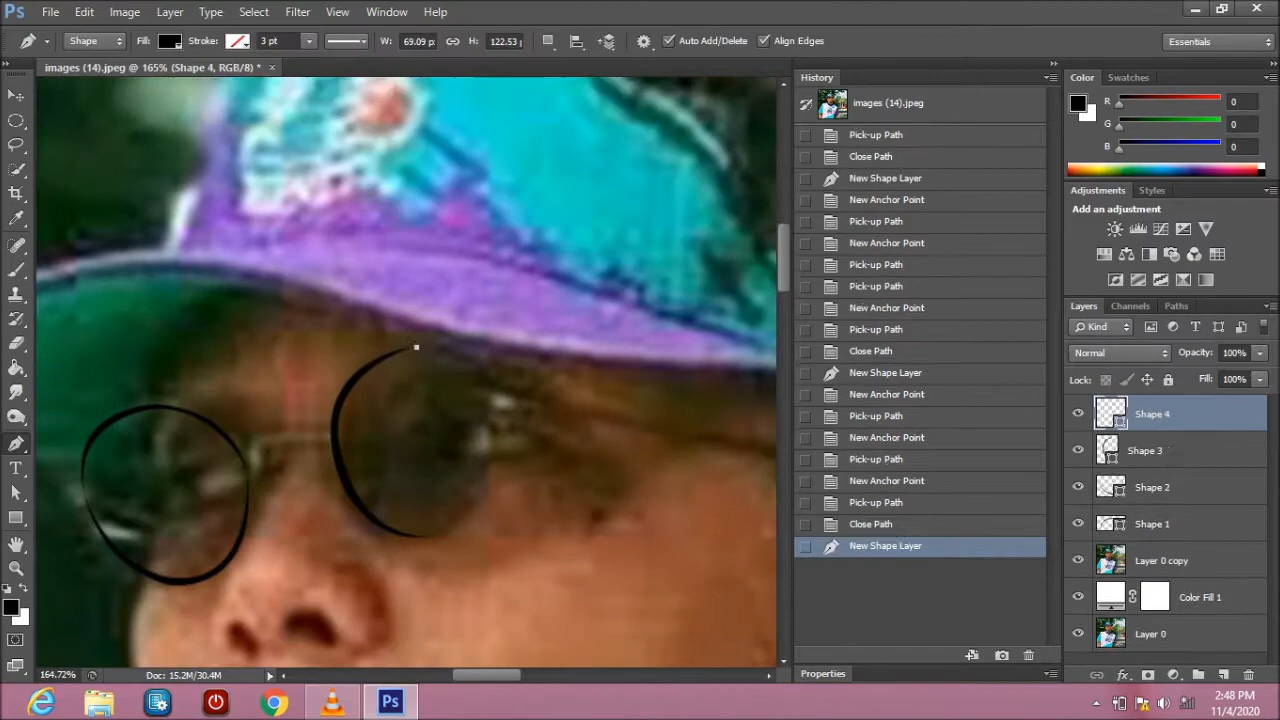 Ps File Edit Image Layer Type Select Filter View Window Help
Shape Fill: Stroke: 3 pt W: 69.09 p: H: 122.53 Auto Add/Delete Align Edges Essentials
images (14).jpeg @ 165% (Shape 4, RGB/8) * ×
History
images (14).jpeg
Pick-up Path
Close Path
New Shape Layer
New Anchor Point
Pick-up Path
New Anchor Point
Pick-up Path
Pick-up Path
New Anchor Point
Pick-up Path
Close Path
New Shape Layer
New Anchor Point
Pick-up Path
New Anchor Point
Pick-up Path
New Anchor Point
Pick-up Path
Close Path
New Shape Layer
Properties
Color Swatches
R 0
G 0
B 0
Adjustments Styles
Add an adjustment
Layers Channels Paths
Kind
Normal Opacity: 100%
Lock: Fill: 100%
Shape 4
Shape 3
Shape 2
Shape 1
Layer 0 copy
Color Fill 1
Layer 0
164.72% Doc: 15.2M/30.4M
Ps
2:48 PM
11/4/2020